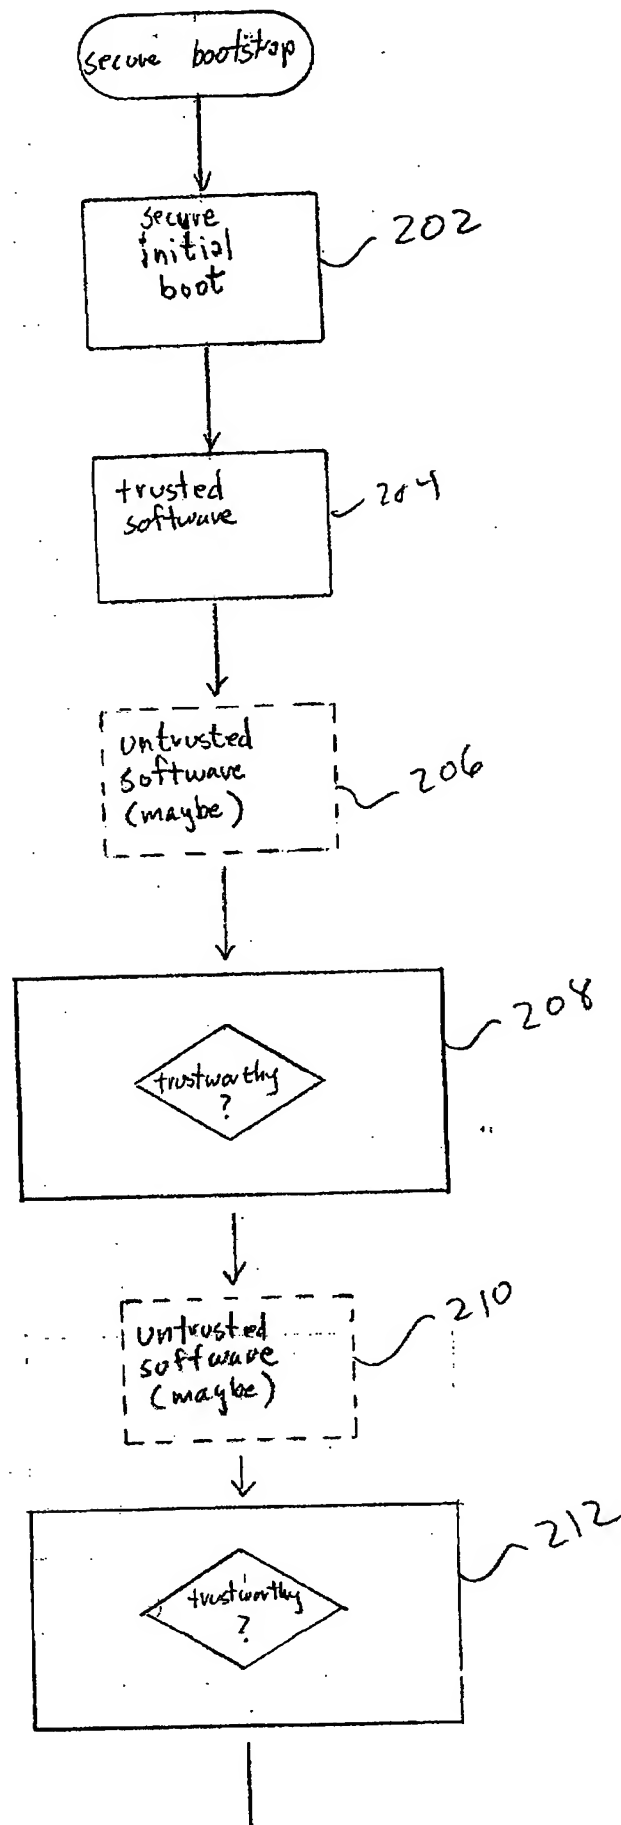 secure bootstrap
secure
initial
boot
202
trusted
software
204
untrusted
software
(maybe)
206
208
trustworthy
?
untrusted
software
(maybe)
210
212
trustworthy
?